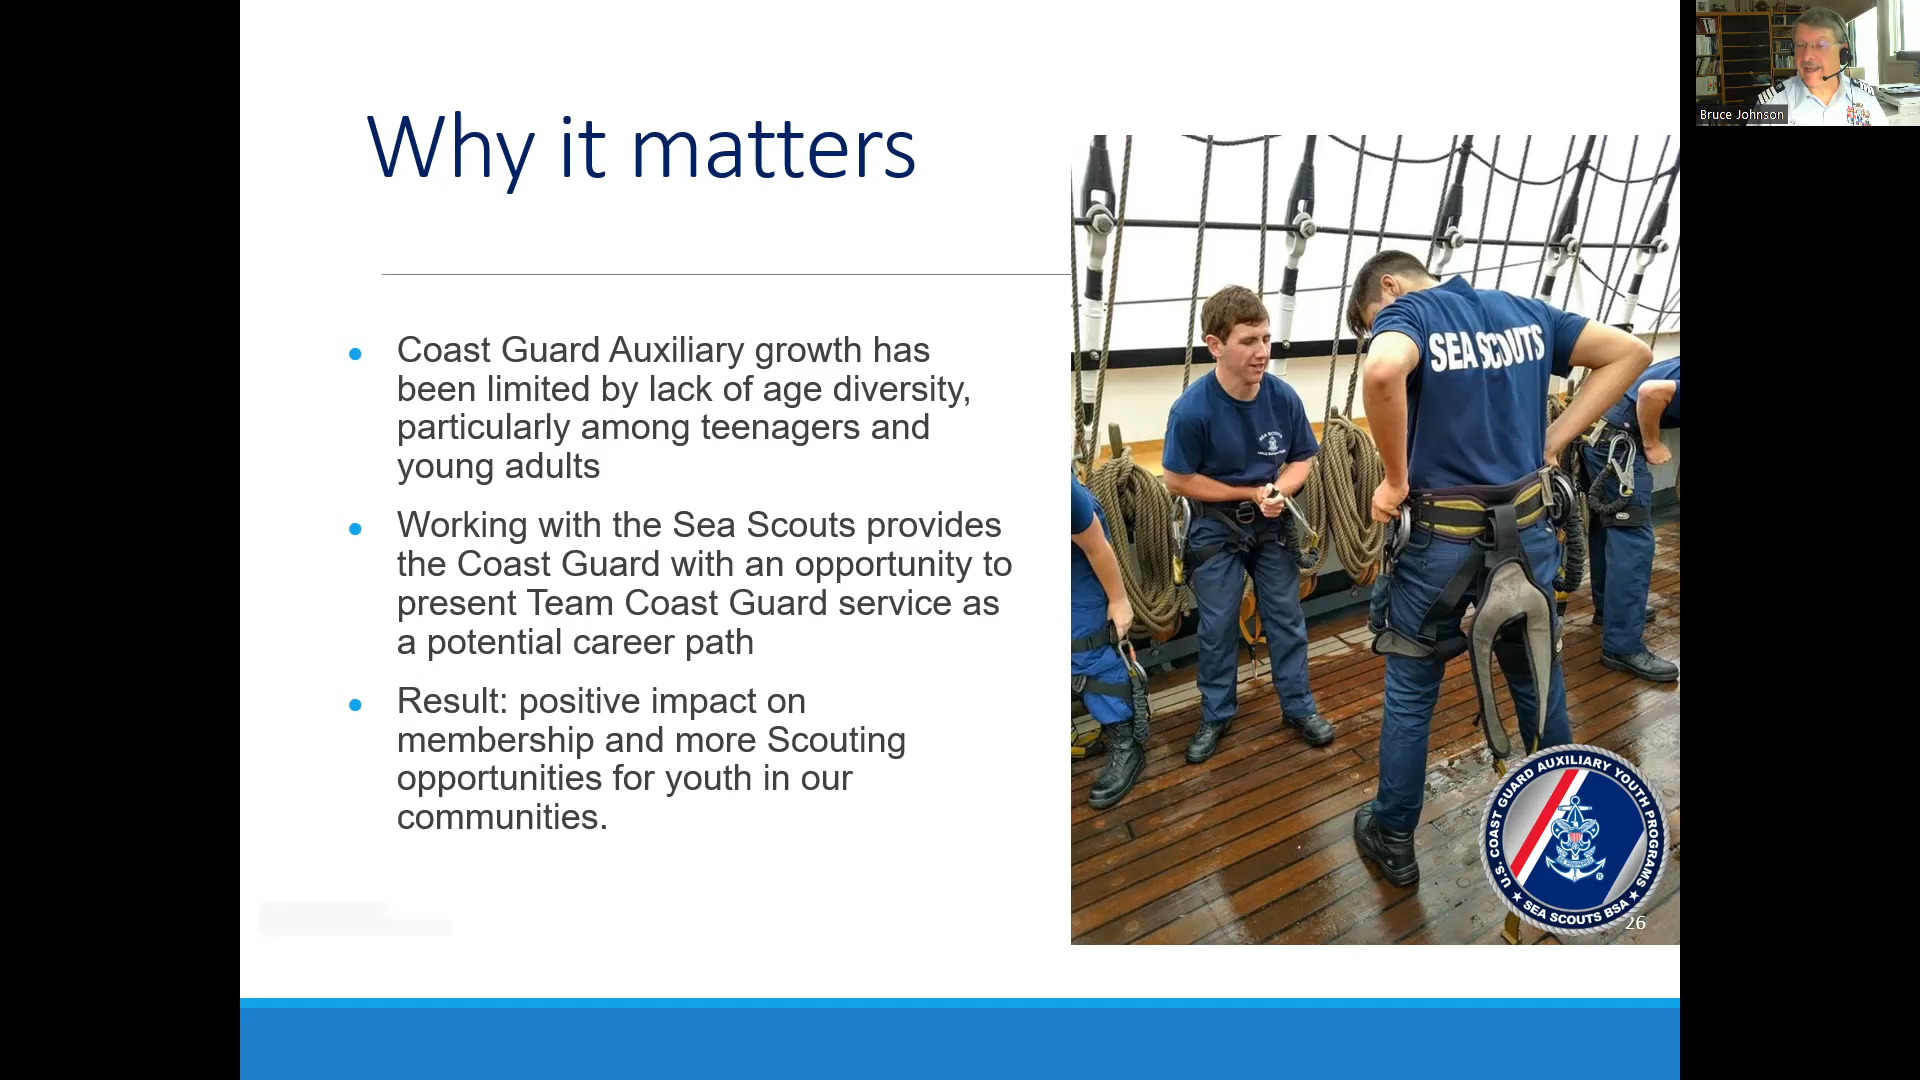 Why it matters
Coast Guard Auxiliary growth has
been limited by lack of age diversity,
particularly among teenagers and
young adults
Working with the Sea Scouts provides
the Coast Guard with an opportunity to
present Team Coast Guard service as
a potential career path
Result: positive impact on
membership and more Scouting
opportunities for youth in our
communities.
SEA SCOUTS
SEA SCOUTS
U.S. COAST GUARD AUXILIARY YOUTH PROGRAMS
SEA SCOUTS BSA
®
26
Bruce Johnson